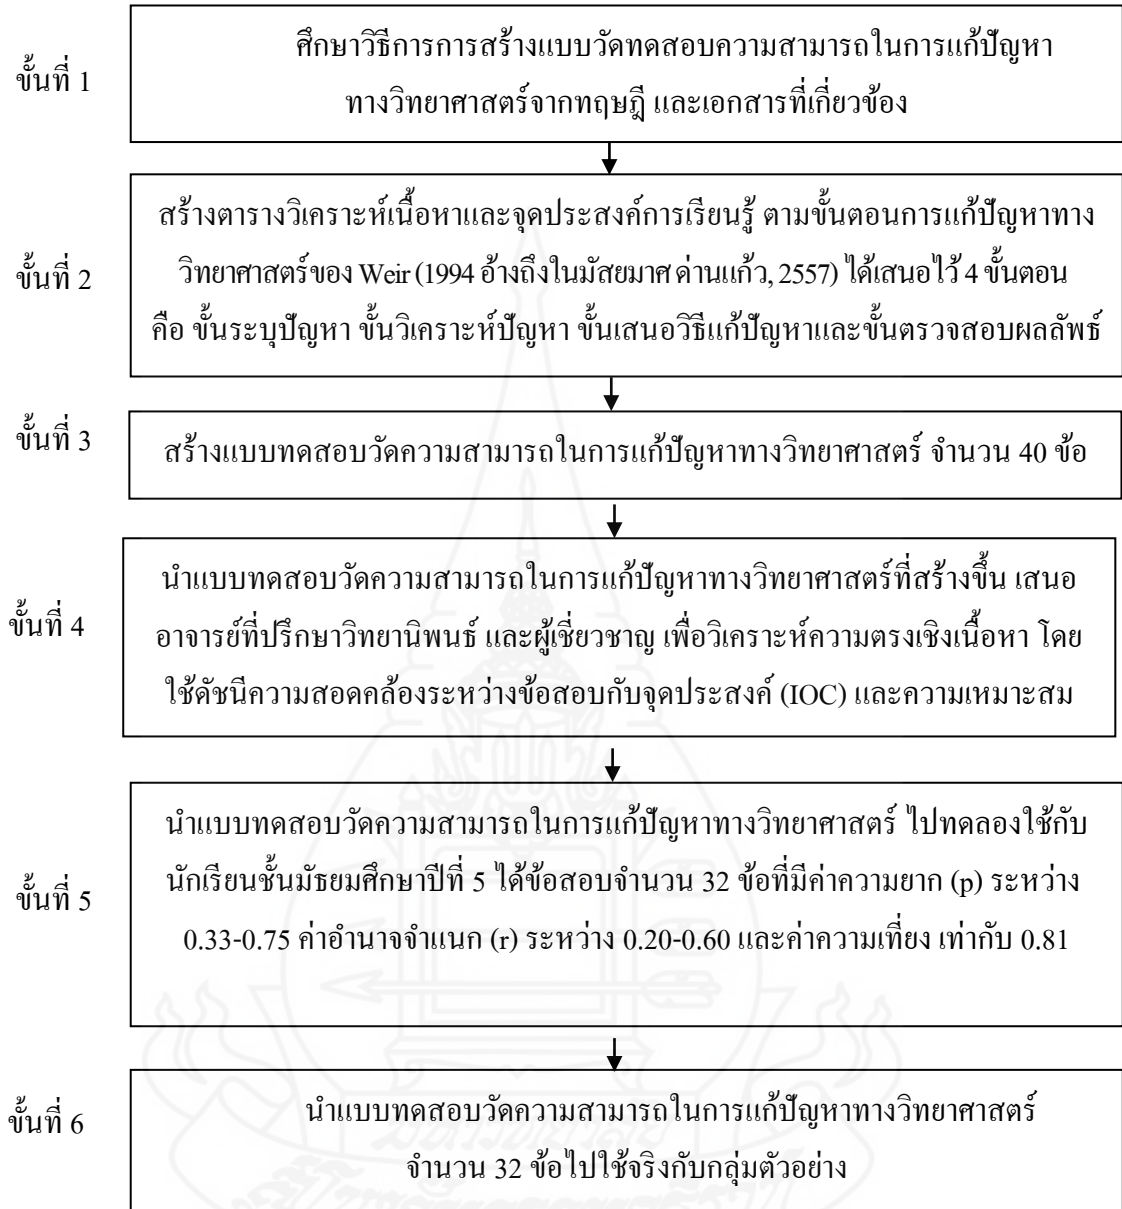 ขั้นที่ 1
ศึกษาวิธีการการสร้างแบบวัดทดสอบความสามารถในการแก้ปัญหา
ทางวิทยาศาสตร์จากทฤษฎี และเอกสารที่เกี่ยวข้อง
ขั้นที่ 2
สร้างตารางวิเคราะห์เนื้อหาและจุดประสงค์การเรียนรู้ ตามขั้นตอนการแก้ปัญหาทาง
วิทยาศาสตร์ของ Weir (1994 อ้างถึงในมัสยมาศ ด่านแก้ว, 2557) ได้เสนอไว้ 4 ขั้นตอน
คือ ขั้นระบุปัญหา ขั้นวิเคราะห์ปัญหา ขั้นเสนอวิธีแก้ปัญหาและขั้นตรวจสอบผลลัพธ์
ขั้นที่ 3
สร้างแบบทดสอบวัดความสามารถในการแก้ปัญหาทางวิทยาศาสตร์ จำนวน 40 ข้อ
ขั้นที่ 4
นำแบบทดสอบวัดความสามารถในการแก้ปัญหาทางวิทยาศาสตร์ที่สร้างขึ้น เสนอ
อาจารย์ที่ปรึกษาวิทยานิพนธ์ และผู้เชี่ยวชาญ เพื่อวิเคราะห์ความตรงเชิงเนื้อหา โดย
ใช้ดัชนีความสอดคล้องระหว่างข้อสอบกับจุดประสงค์ (IOC) และความเหมาะสม
ขั้นที่ 5
นำแบบทดสอบวัดความสามารถในการแก้ปัญหาทางวิทยาศาสตร์ ไปทดลองใช้กับ
นักเรียนชั้นมัธยมศึกษาปีที่ 5 ได้ข้อสอบจำนวน 32 ข้อที่มีค่าความยาก (p) ระหว่าง
0.33-0.75 ค่าอำนาจจำแนก (r) ระหว่าง 0.20-0.60 และค่าความเที่ยง เท่ากับ 0.81
ขั้นที่ 6
นำแบบทดสอบวัดความสามารถในการแก้ปัญหาทางวิทยาศาสตร์
จำนวน 32 ข้อไปใช้จริงกับกลุ่มตัวอย่าง